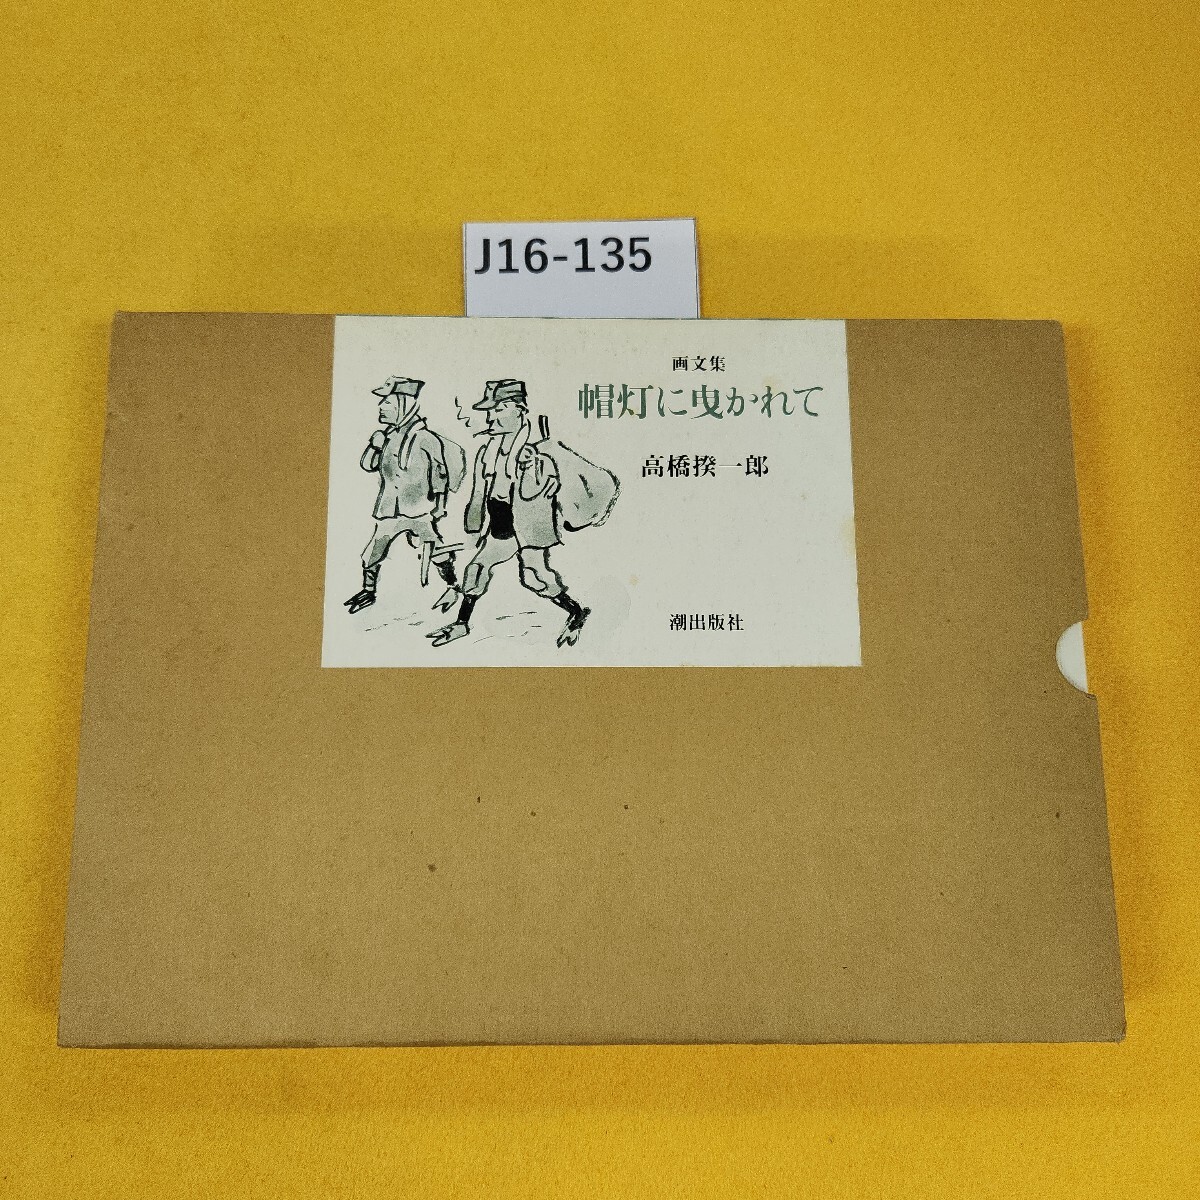 J16-135
画文集
帽灯に曳かれて
高橋揆一郎
潮出版社